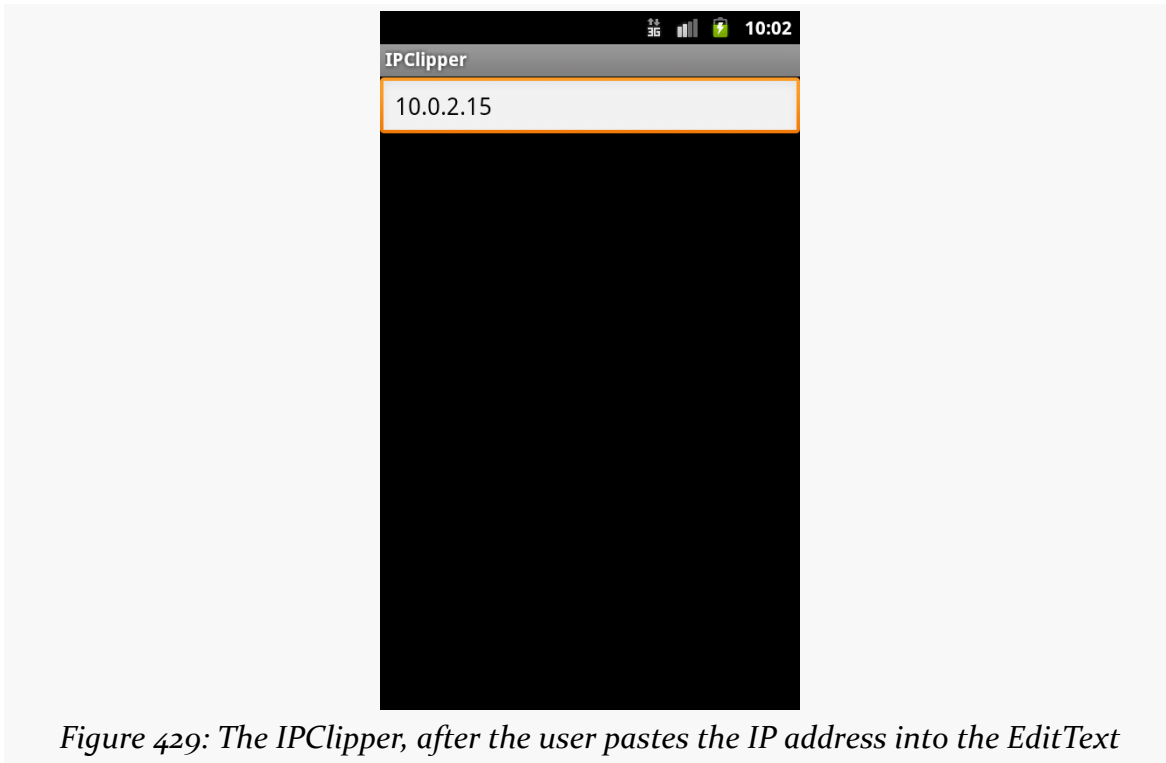 3G 10:02
IPClipper
10.0.2.15
Figure 429: The IPClipper, after the user pastes the IP address into the EditText